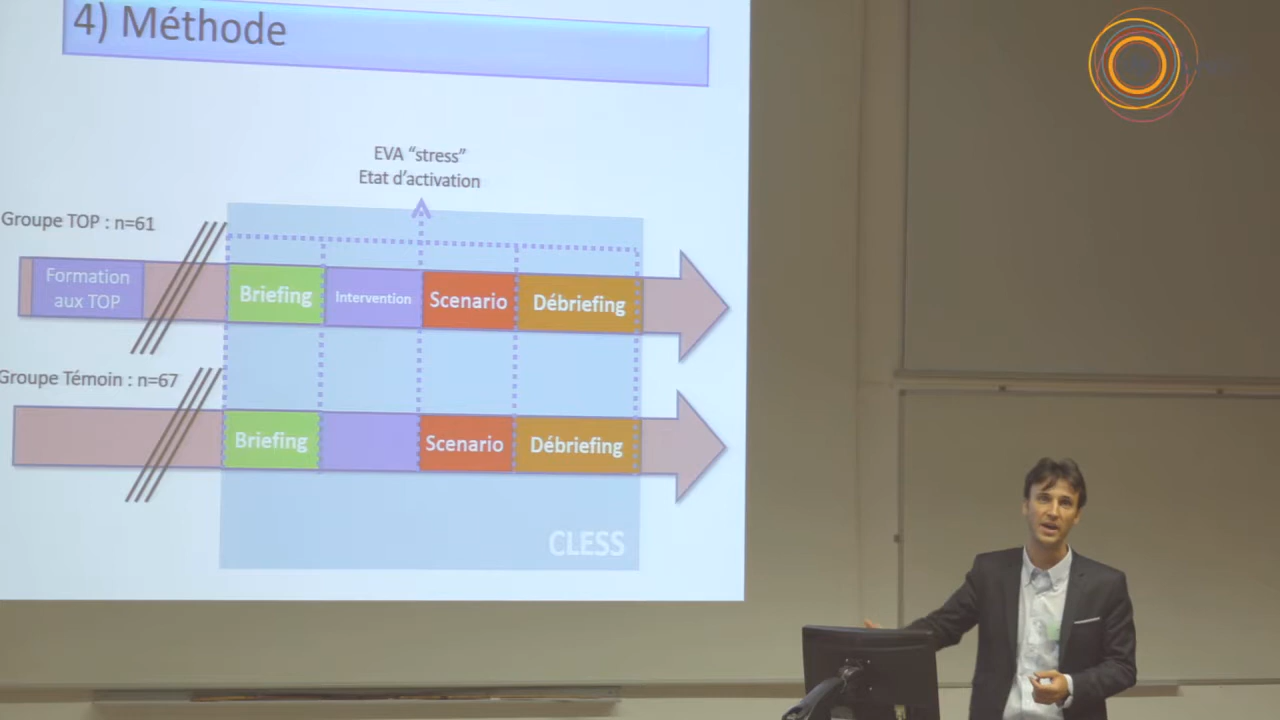 4) Méthode
EVA “stress”
Etat d’activation
Groupe TOP : n=61
Formation
aux TOP
Briefing
Intervention
Scenario
Débriefing
Groupe Témoin : n=67
Briefing
Scenario
Débriefing
CLESS